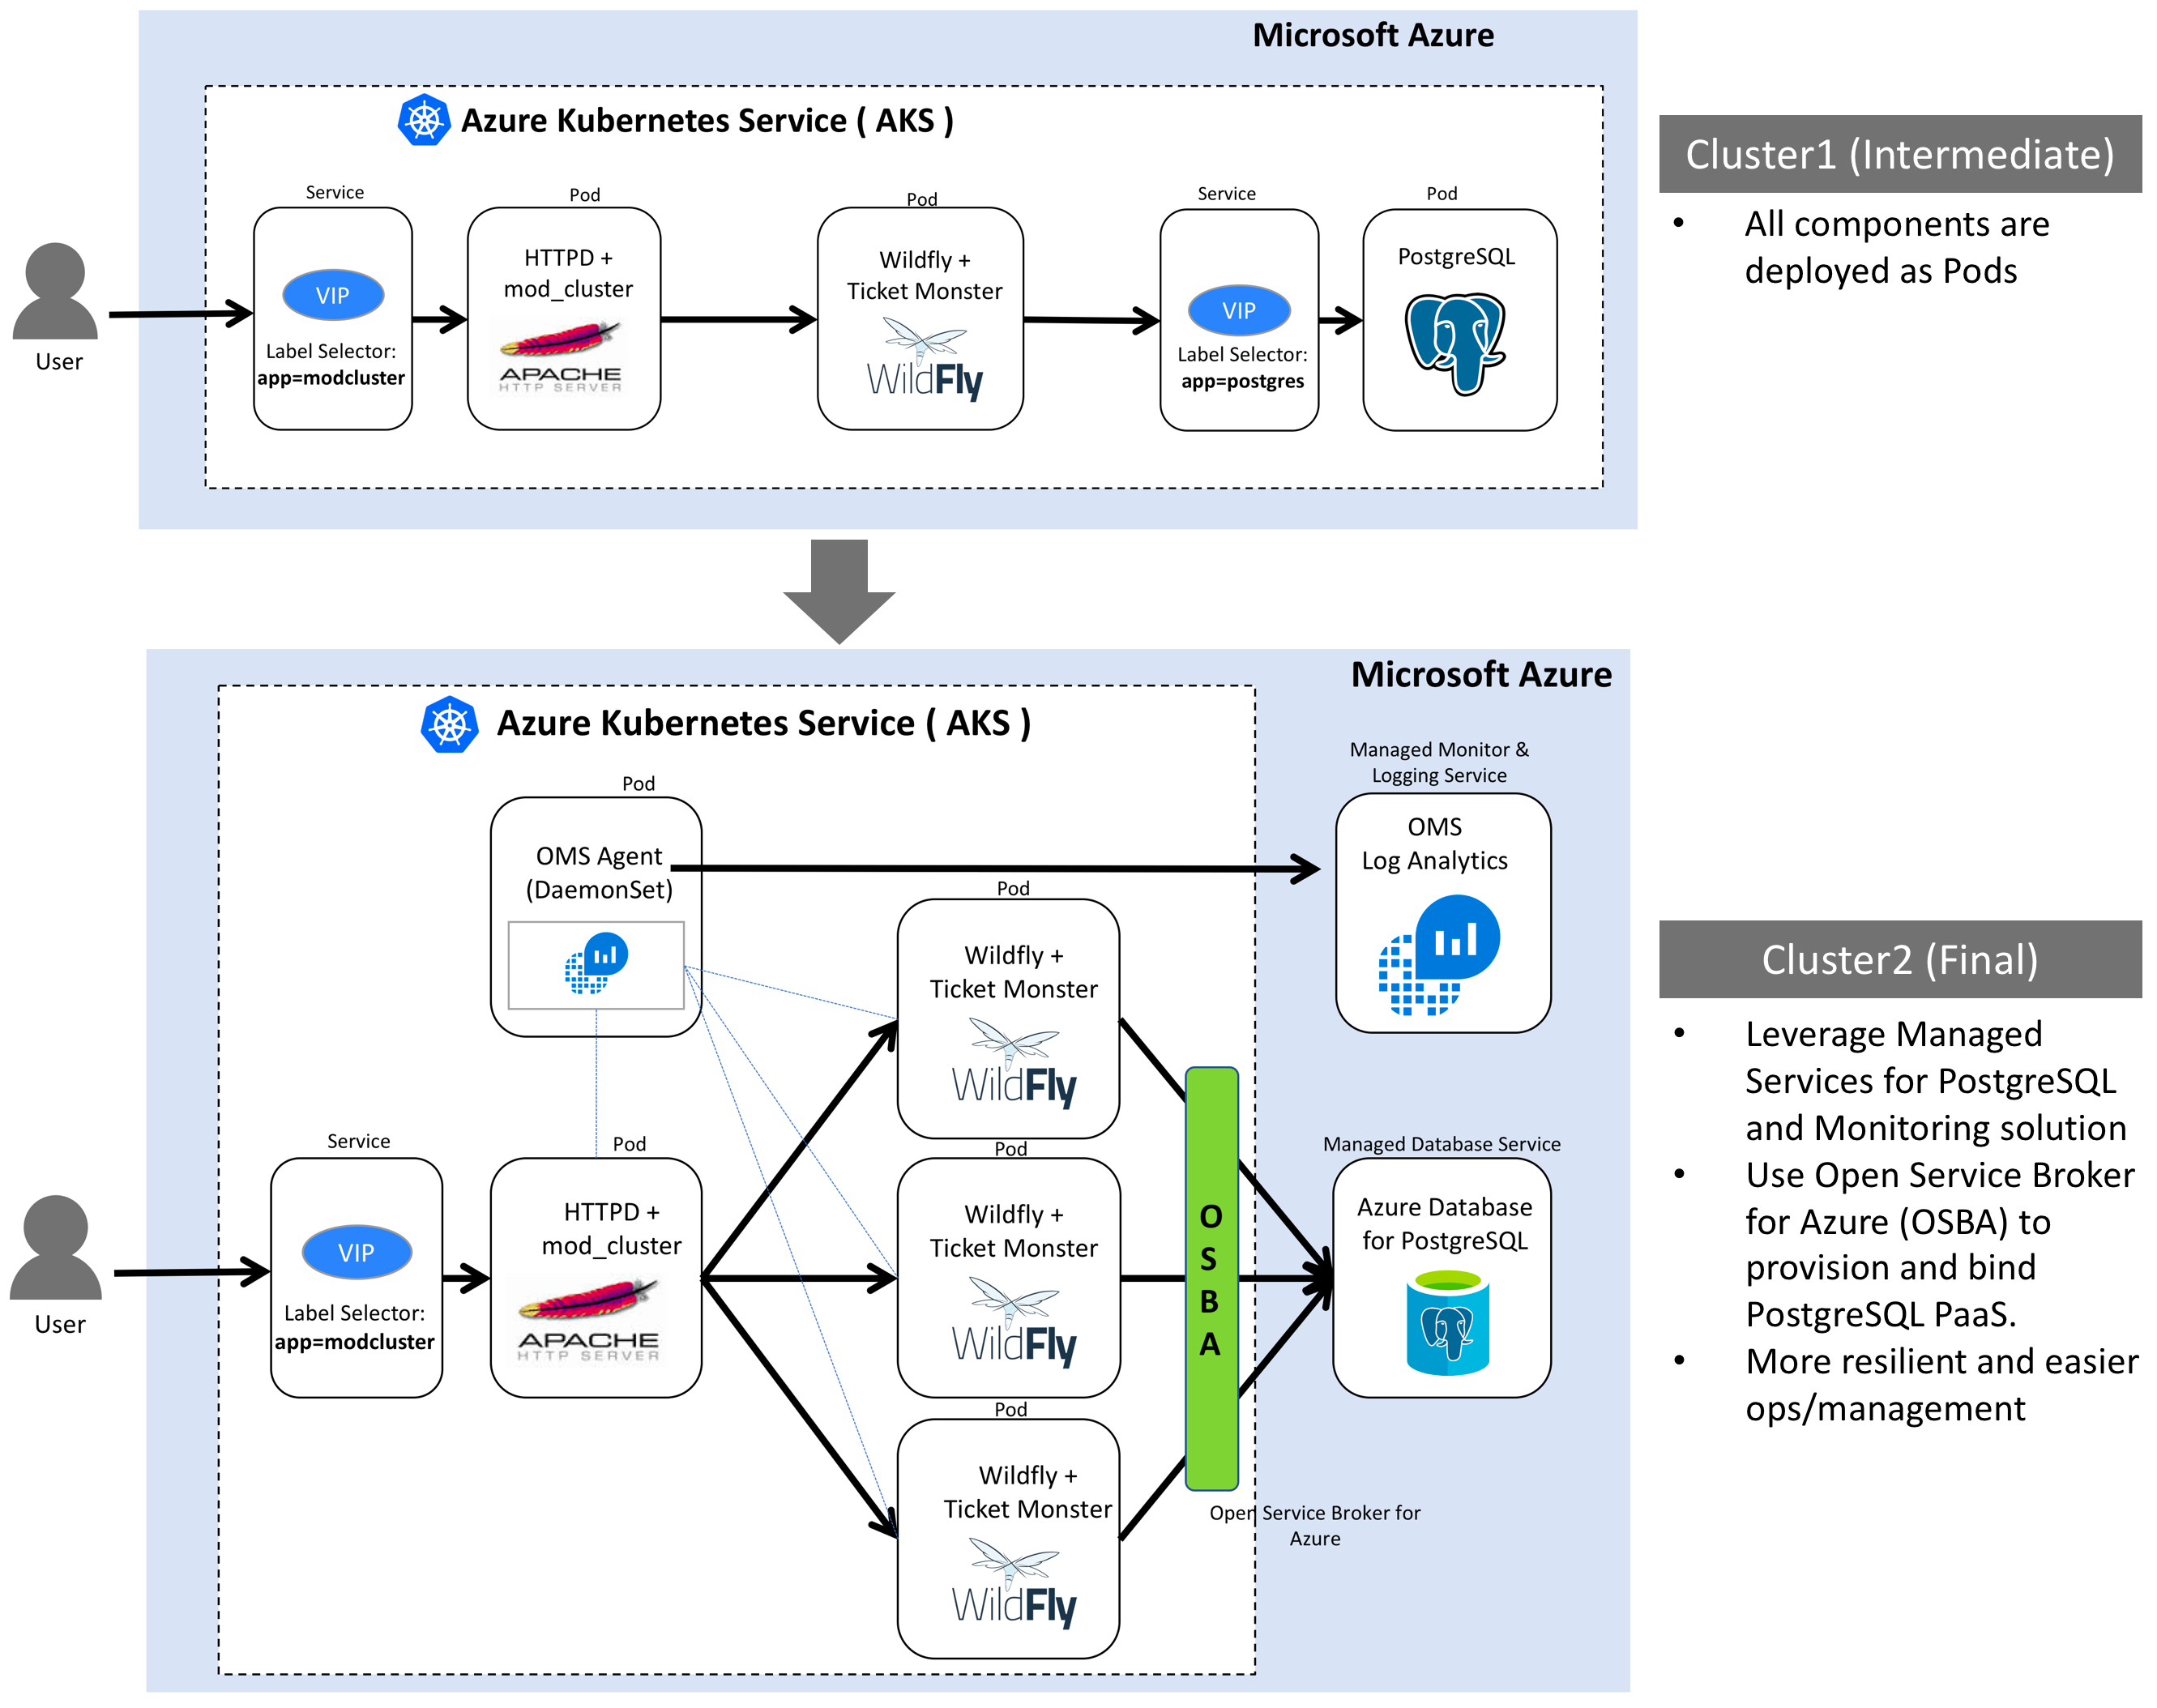 Microsoft Azure
Azure Kubernetes Service ( AKS )
Cluster1 (Intermediate)
• All components are
deployed as Pods
Service
Pod
Pod
Service
Pod
User
VIP
Label Selector:
app=modcluster
HTTPD +
mod_cluster
APACHE
HTTP SERVER
Wildfly +
Ticket Monster
WildFly
VIP
Label Selector:
app=postgres
PostgreSQL
Microsoft Azure
Azure Kubernetes Service ( AKS )
Pod
OMS Agent
(DaemonSet)
Managed Monitor &
Logging Service
OMS
Log Analytics
User
Service
VIP
Label Selector:
app=modcluster
Pod
HTTPD +
mod_cluster
APACHE
HTTP SERVER
Pod
Wildfly +
Ticket Monster
WildFly
Pod
Wildfly +
Ticket Monster
WildFly
Pod
Wildfly +
Ticket Monster
WildFly
O
S
B
A
Open Service Broker for
Azure
Managed Database Service
Azure Database
for PostgreSQL
Cluster2 (Final)
• Leverage Managed
Services for PostgreSQL
and Monitoring solution
• Use Open Service Broker
for Azure (OSBA) to
provision and bind
PostgreSQL PaaS.
• More resilient and easier
ops/management